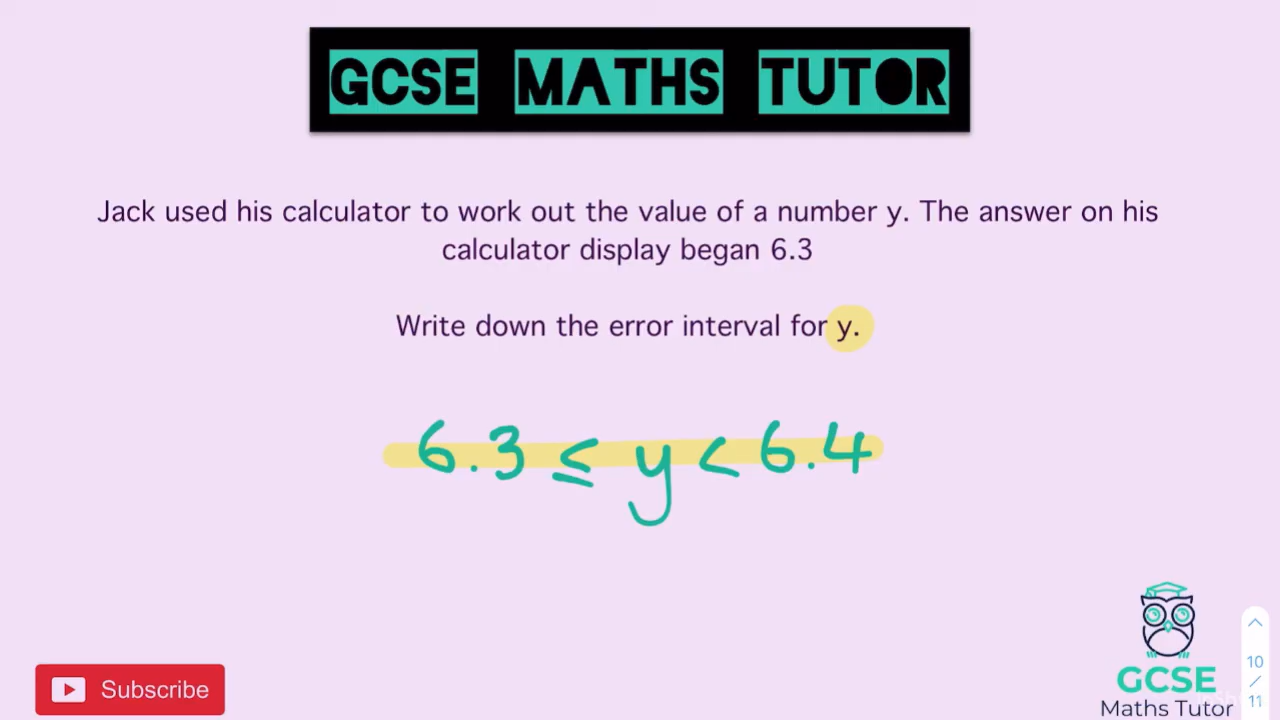 GCSE MATHS TUTOR
Jack used his calculator to work out the value of a number y. The answer on his
calculator display began 6.3
Write down the error interval for y.
6.3 ≤ y < 6.4
Subscribe
GCSE
Maths Tutor
10
/
11